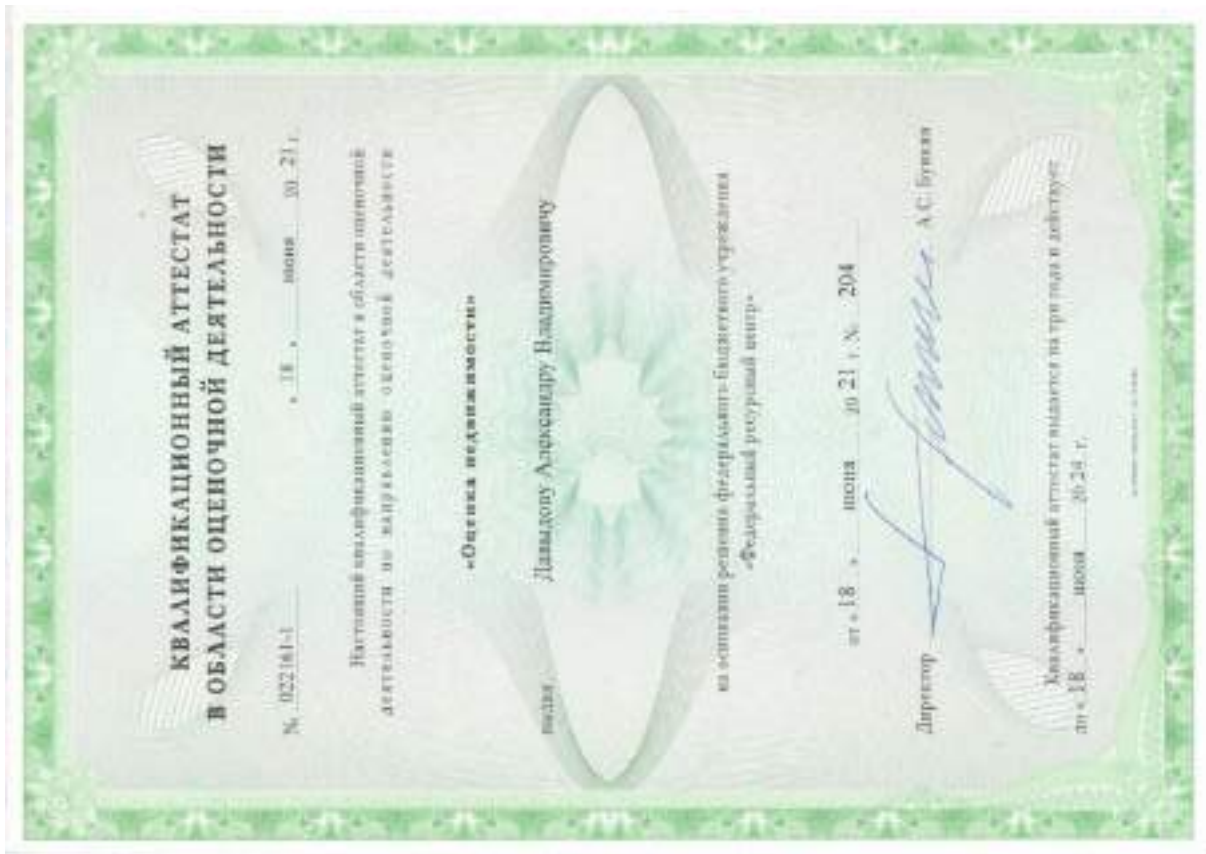 КВАЛИФИКАЦИОННЫЙ АТТЕСТАТ
В ОБЛАСТИ ОЦЕНОЧНОЙ ДЕЯТЕЛЬНОСТИ
№ 022161-1 « 18 » июня 20 21 г.
Настоящий квалификационный аттестат в области оценочной
деятельности по направлению оценочной деятельности
«Оценка недвижимости»
выдан Давыдову Александру Владимировичу
на основании решения федерального бюджетного учреждения
«Федеральный ресурсный центр»
от « 18 » июня 20 21 г. № 204
Директор А.С. Бункин
Квалификационный аттестат выдается на три года и действует
до « 18 » июня 20 24 г.